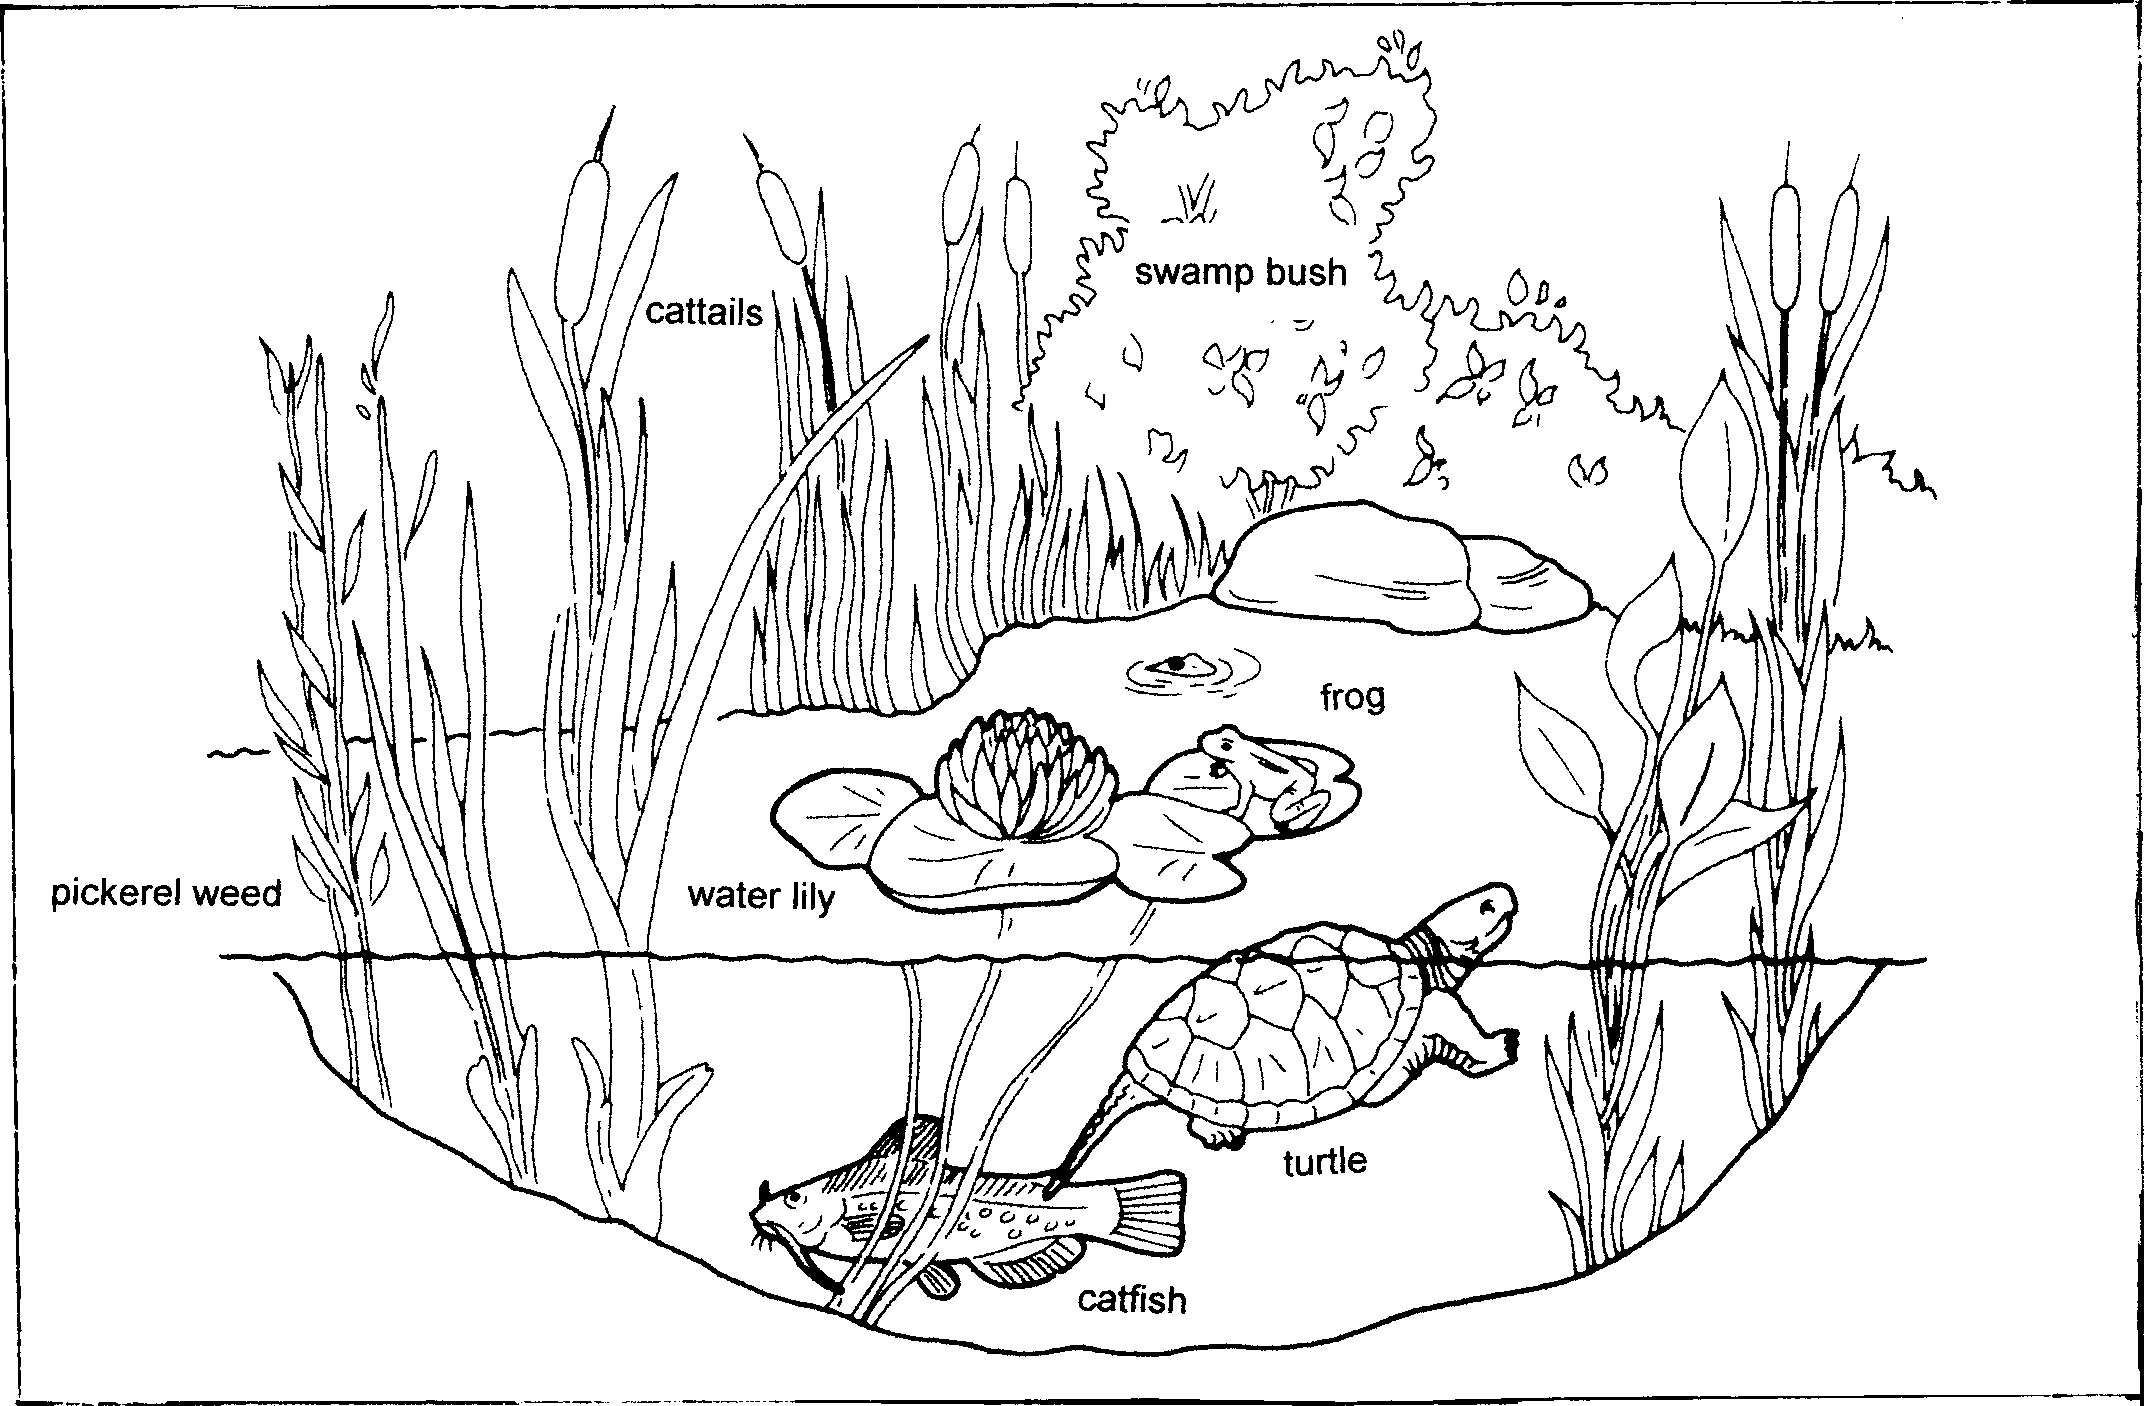 swamp bush
cattails
frog
pickerel weed
water lily
turtle
catfish